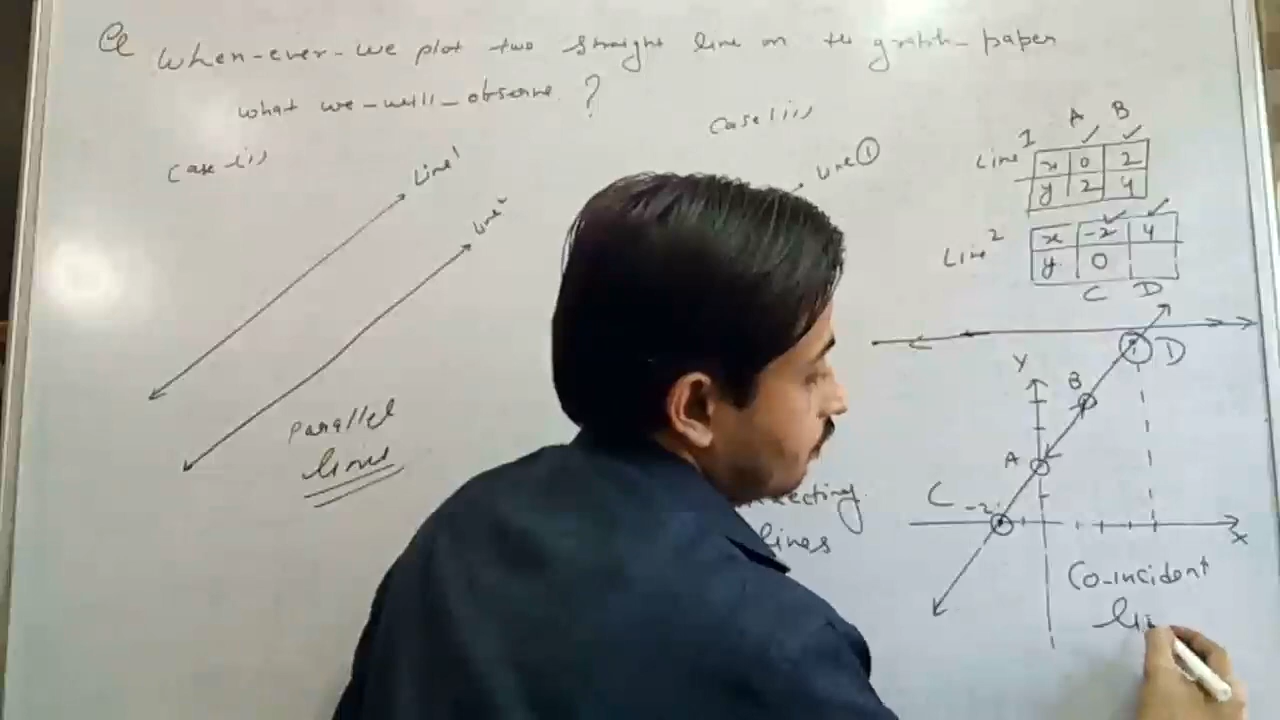 Q When-ever-we plot two straight line on the graph-paper
what we-will-observe ?
Case (i)
Line 1
Line 2
Parallel
lines
Case (ii)
Line ①
lines
Line 1
A B
x 0 2
y 2 4
Line 2
x -2 4
y 0
C D
D
Y
B
A
C
-2
X
Co-incident